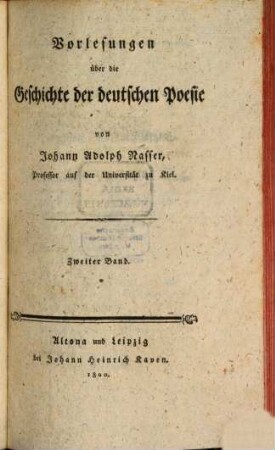 Vorlesungen
über die
Geschichte der deutschen Poesie
von
Johann Adolph Nasser,
Professor auf der Universität zu Kiel.
Zweiter Band.
Altona und Leipzig
bei Johann Heinrich Kaven.
1800.